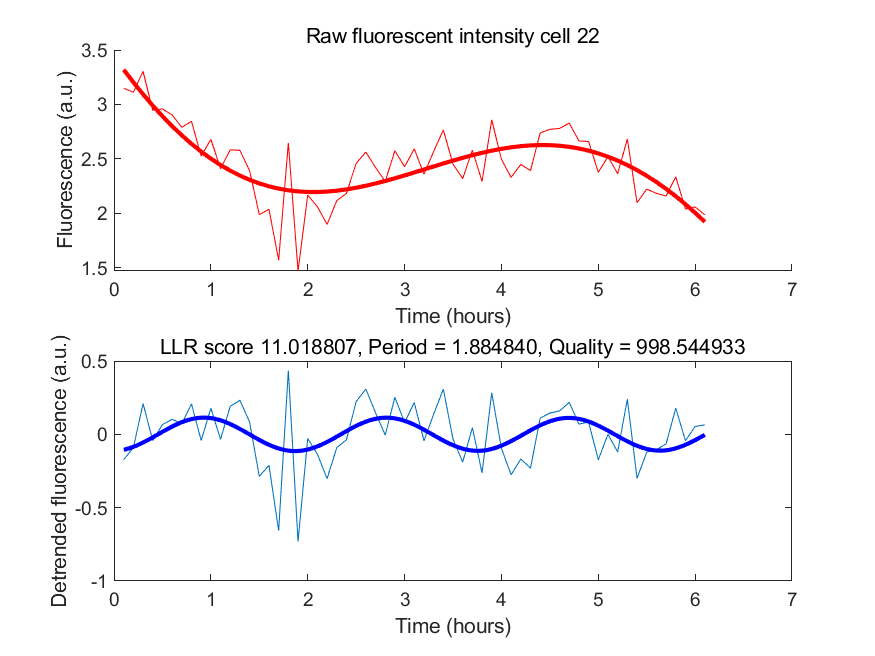 Raw fluorescent intensity cell 22
Fluorescence (a.u.)
3.5
3
2.5
2
1.5
0 1 2 3 4 5 6 7
Time (hours)
LLR score 11.018807, Period = 1.884840, Quality = 998.544933
Detrended fluorescence (a.u.)
0.5
0
-0.5
-1
0 1 2 3 4 5 6 7
Time (hours)